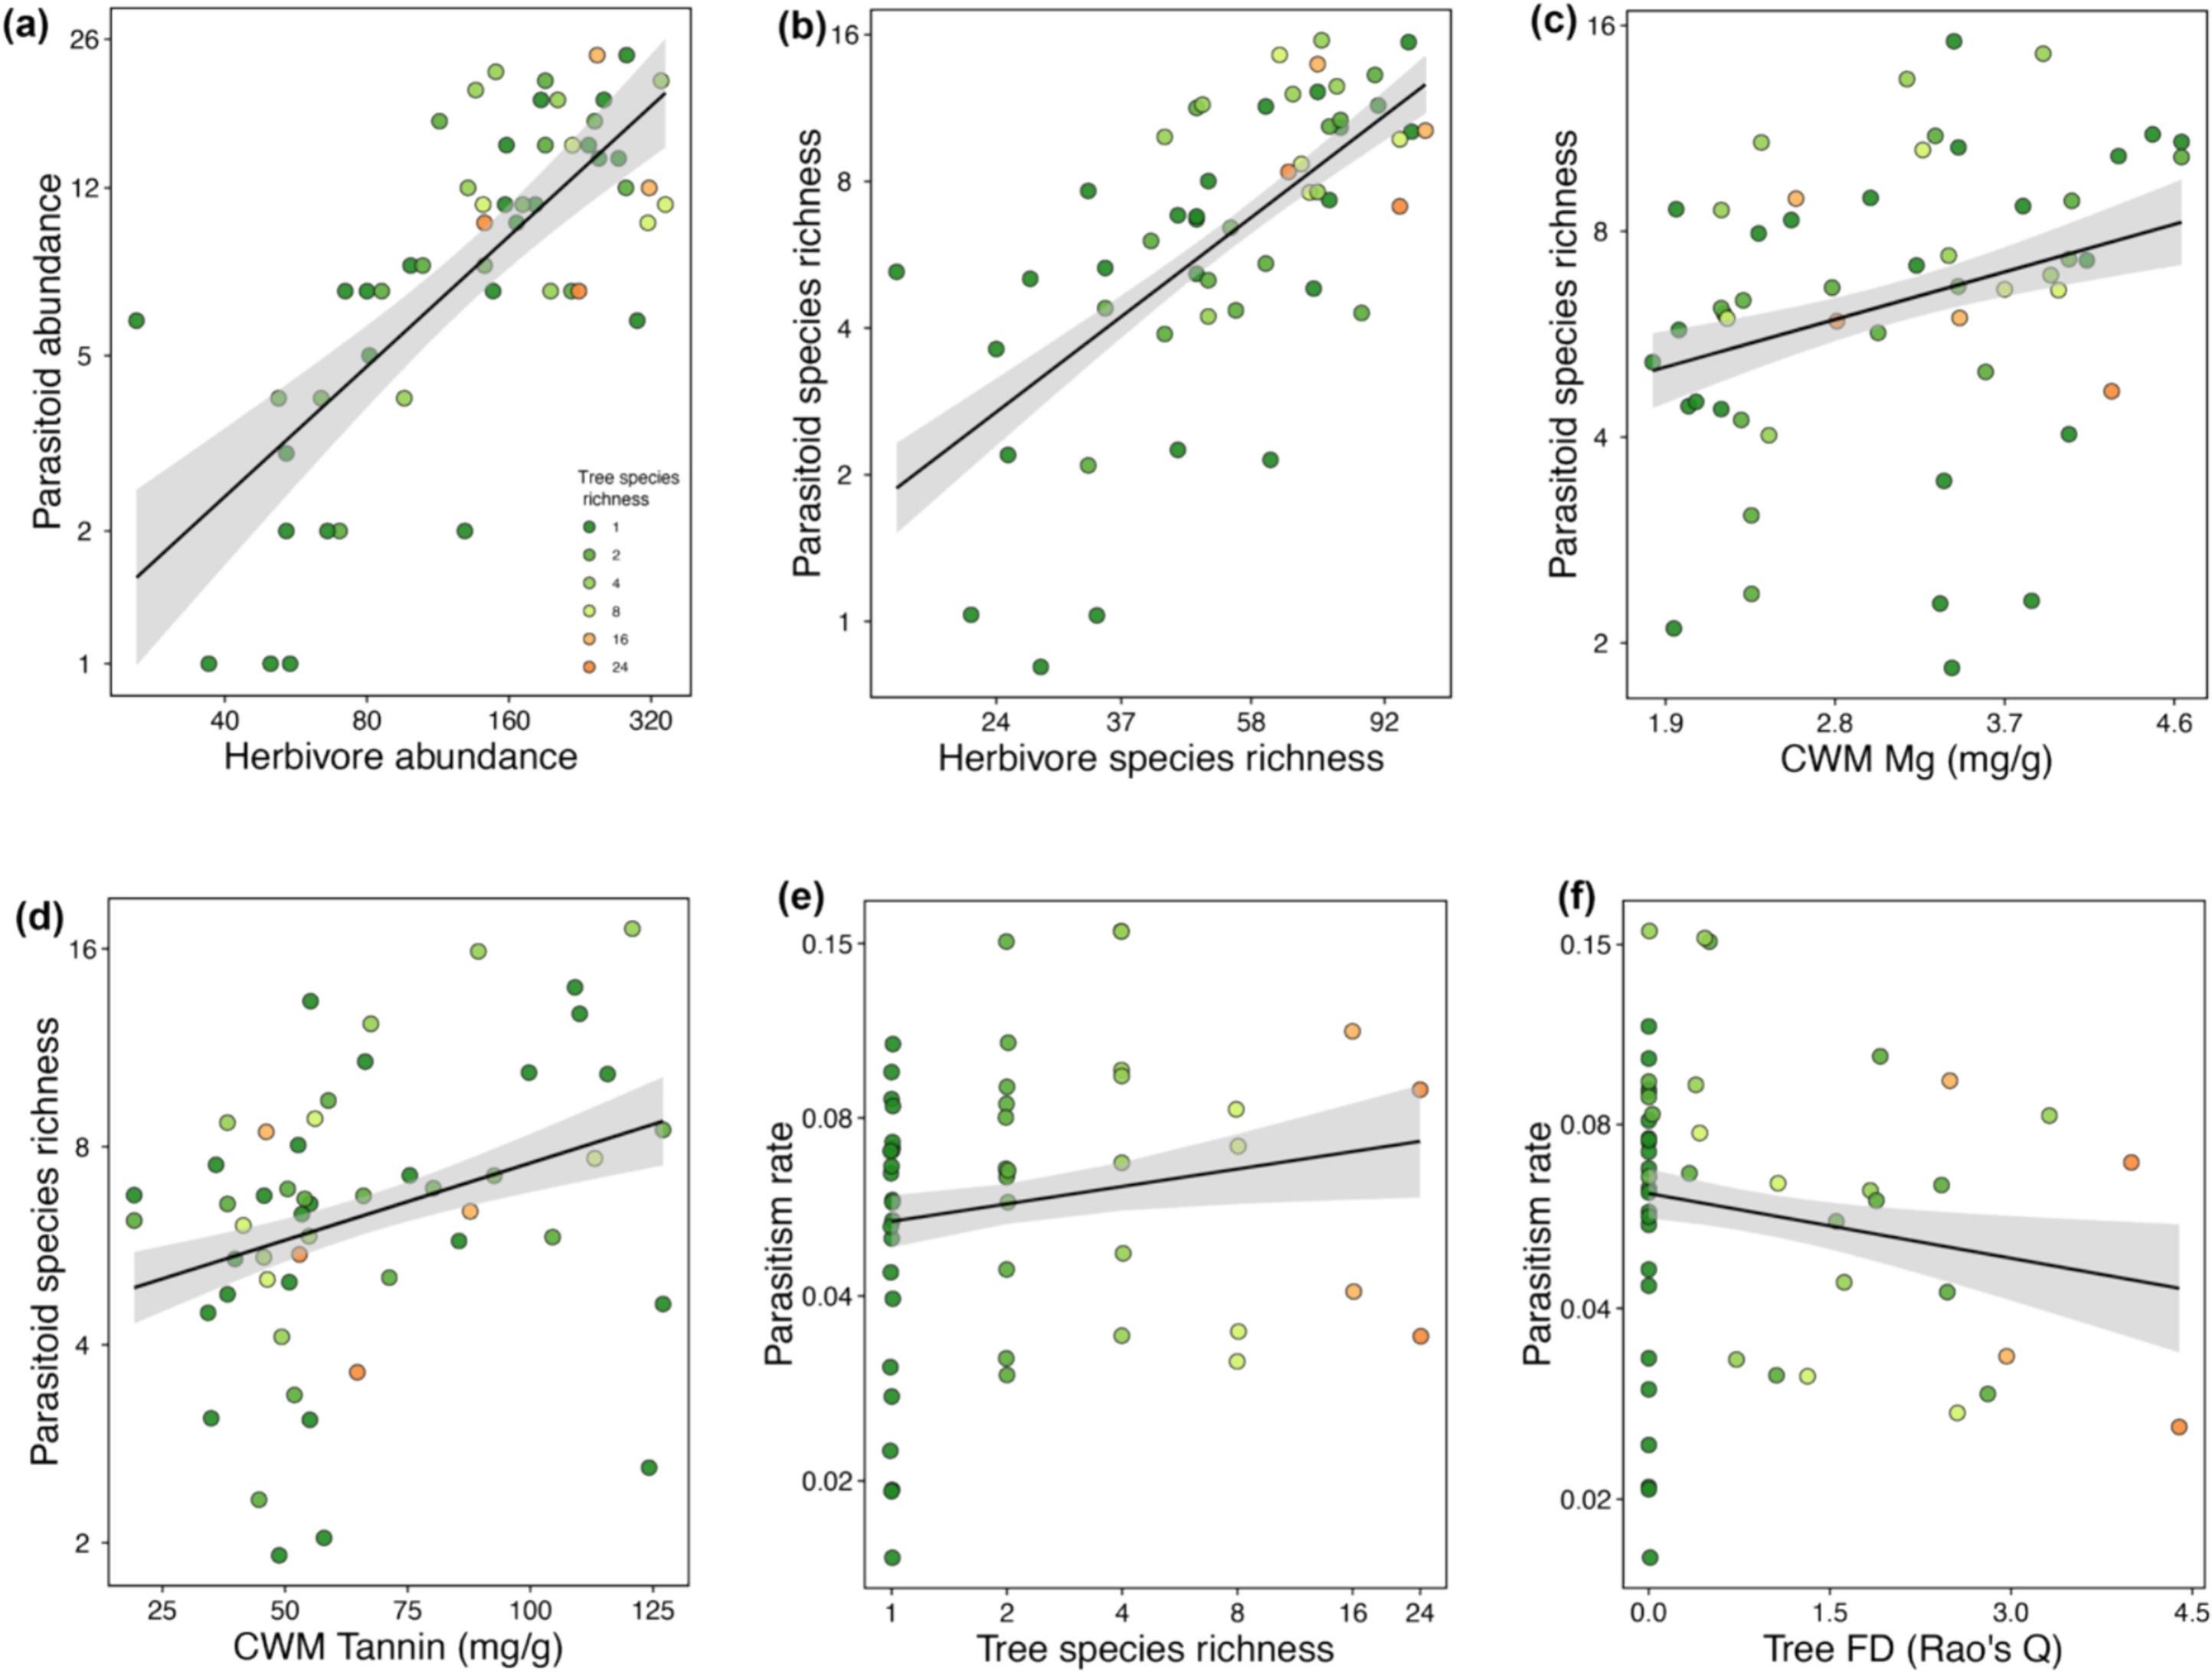 (a)
26
12
5
2
1
Parasitoid abundance
40 80 160 320
Herbivore abundance
Tree species
richness
1
2
4
8
16
24
(b)
16
8
4
2
1
Parasitoid species richness
24 37 58 92
Herbivore species richness
(c)
16
8
4
2
Parasitoid species richness
1.9 2.8 3.7 4.6
CWM Mg (mg/g)
(d)
16
8
4
2
Parasitoid species richness
25 50 75 100 125
CWM Tannin (mg/g)
(e)
0.15
0.08
0.04
0.02
Parasitism rate
1 2 4 8 16 24
Tree species richness
(f)
0.15
0.08
0.04
0.02
Parasitism rate
0.0 1.5 3.0 4.5
Tree FD (Rao's Q)